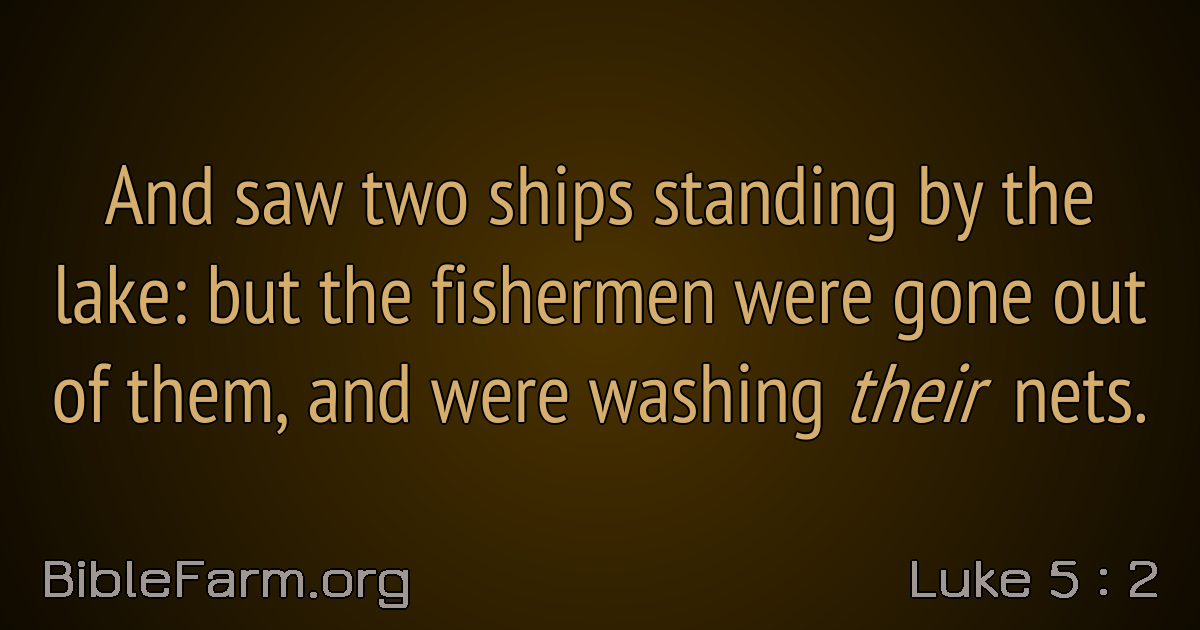 And saw two ships standing by the
lake: but the fishermen were gone out
of them, and were washing their nets.
BibleFarm.org
Luke 5 : 2